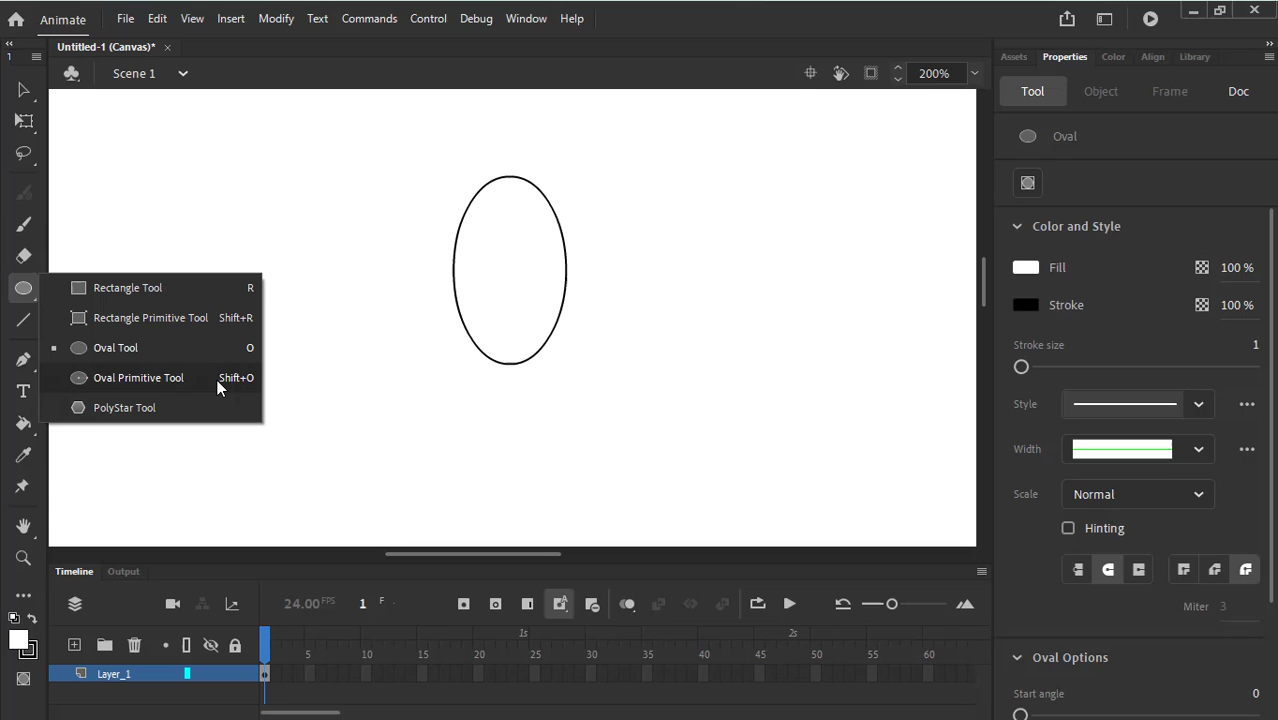 Animate File Edit View Insert Modify Text Commands Control Debug Window Help
Untitled-1 (Canvas)*
Scene 1
200%
1
Rectangle Tool R
Rectangle Primitive Tool Shift+R
Oval Tool O
Oval Primitive Tool Shift+O
PolyStar Tool
Assets Properties Color Align Library
Tool Object Frame Doc
Oval
Color and Style
Fill 100 %
Stroke 100 %
Stroke size 1
Style
Width
Scale Normal
Hinting
Miter 3
Oval Options
Start angle 0
Timeline Output
24.00 FPS 1 F
1s 2s
5 10 15 20 25 30 35 40 45 50 55 60
Layer_1